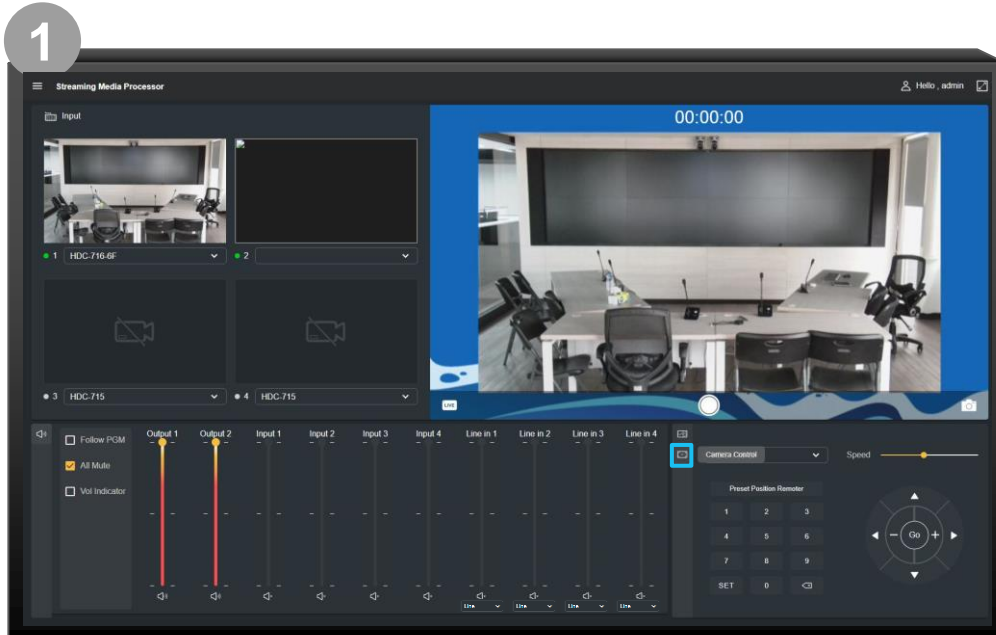 1
Streaming Media Processor
Hello , admin
Input
00:00:00
1 HDC-716-6F
2
3 HDC-715
4 HDC-715
LIVE
Follow PGM
All Mute
Vol Indicator
Output 1 Output 2 Input 1 Input 2 Input 3 Input 4 Line in 1 Line in 2 Line in 3 Line in 4
Line Line Line Line
Camera Control
Speed
Preset Position Remoter
1 2 3
4 5 6
7 8 9
SET 0
Go